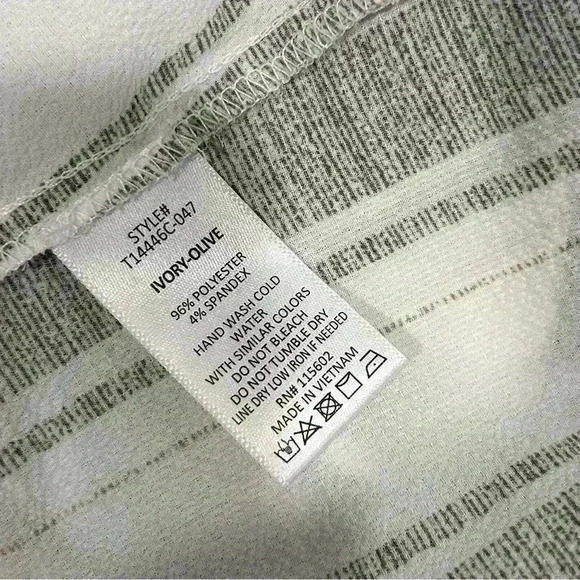 STYLE#
T14446C-047
IVORY-OLIVE
96% POLYESTER
4% SPANDEX
HAND WASH COLD
WATER
WITH SIMILAR COLORS
DO NOT BLEACH
DO NOT TUMBLE DRY
LINE DRY LOW IRON IF NEEDED
RN# 115602
MADE IN VIETNAM